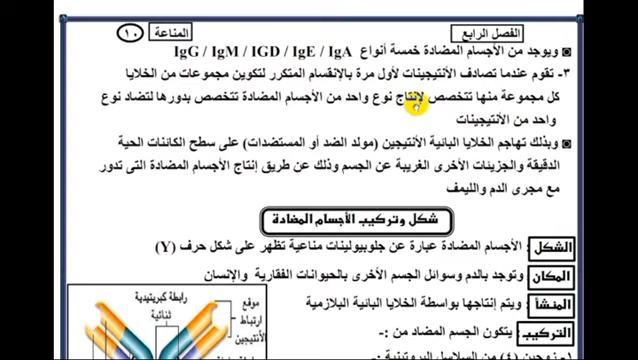 الفصل الرابع
١٠
المناعة
ويوجد من الأجسام المضادة خمسة أنواع IgG / IgM / IGD / IgE / IgA
٣- تقوم عندما تصادف الأنتيجينات لأول مرة بالانقسام المتكرر لتكوين مجموعات من الخلايا
كل مجموعة منها تتخصص لإنتاج نوع واحد من الأجسام المضادة تتخصص بدورها لتضاد نوع
واحد من الأنتيجينات
وبذلك تهاجم الخلايا البائية الأنتيجين (مولد الضد أو المستضدات) على سطح الكائنات الحية
الدقيقة والجزيئات الأخرى الغريبة عن الجسم وذلك عن طريق إنتاج الأجسام المضادة التى تدور
مع مجرى الدم والليمف
شكل وتركيب الأجسام المضادة
الشكل : الأجسام المضادة عبارة عن جلوبيولينات مناعية تظهر على شكل حرف (Y)
المكان : وتوجد بالدم وسوائل الجسم الأخرى بالحيوانات الفقارية والإنسان
المنشأ : ويتم إنتاجها بواسطة الخلايا البائية البلازمية
التركيب : يتكون الجسم المضاد من :-
رابطة كبريتيدية
ثنائية
موقع
ارتباط
الأنتيجين
من السلاسل البروتينية